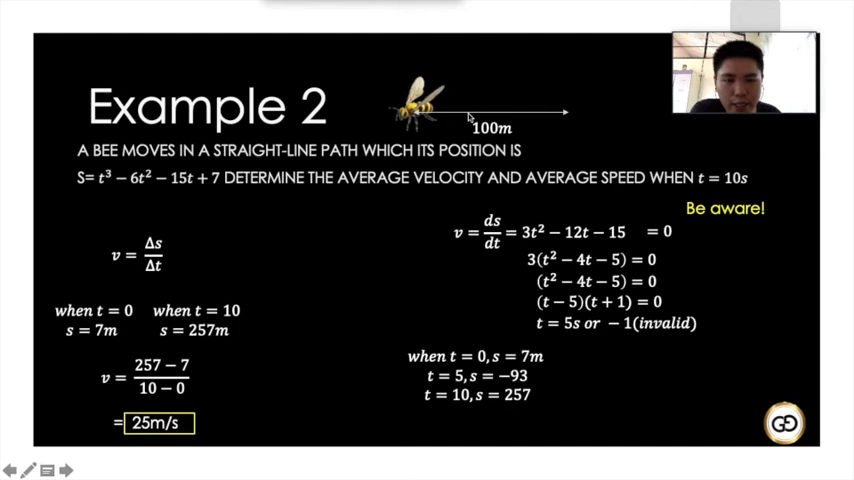 Example 2
100m
A BEE MOVES IN A STRAIGHT-LINE PATH WHICH ITS POSITION IS
S= t³ − 6t² − 15t + 7 DETERMINE THE AVERAGE VELOCITY AND AVERAGE SPEED WHEN t = 10s
Be aware!
v = Δs/Δt
when t = 0 when t = 10
s = 7m s = 257m
v = (257 − 7)/(10 − 0)
= 25m/s
v = ds/dt = 3t² − 12t − 15 = 0
3(t² − 4t − 5) = 0
(t² − 4t − 5) = 0
(t − 5)(t + 1) = 0
t = 5s or − 1(invalid)
when t = 0, s = 7m
t = 5, s = −93
t = 10, s = 257